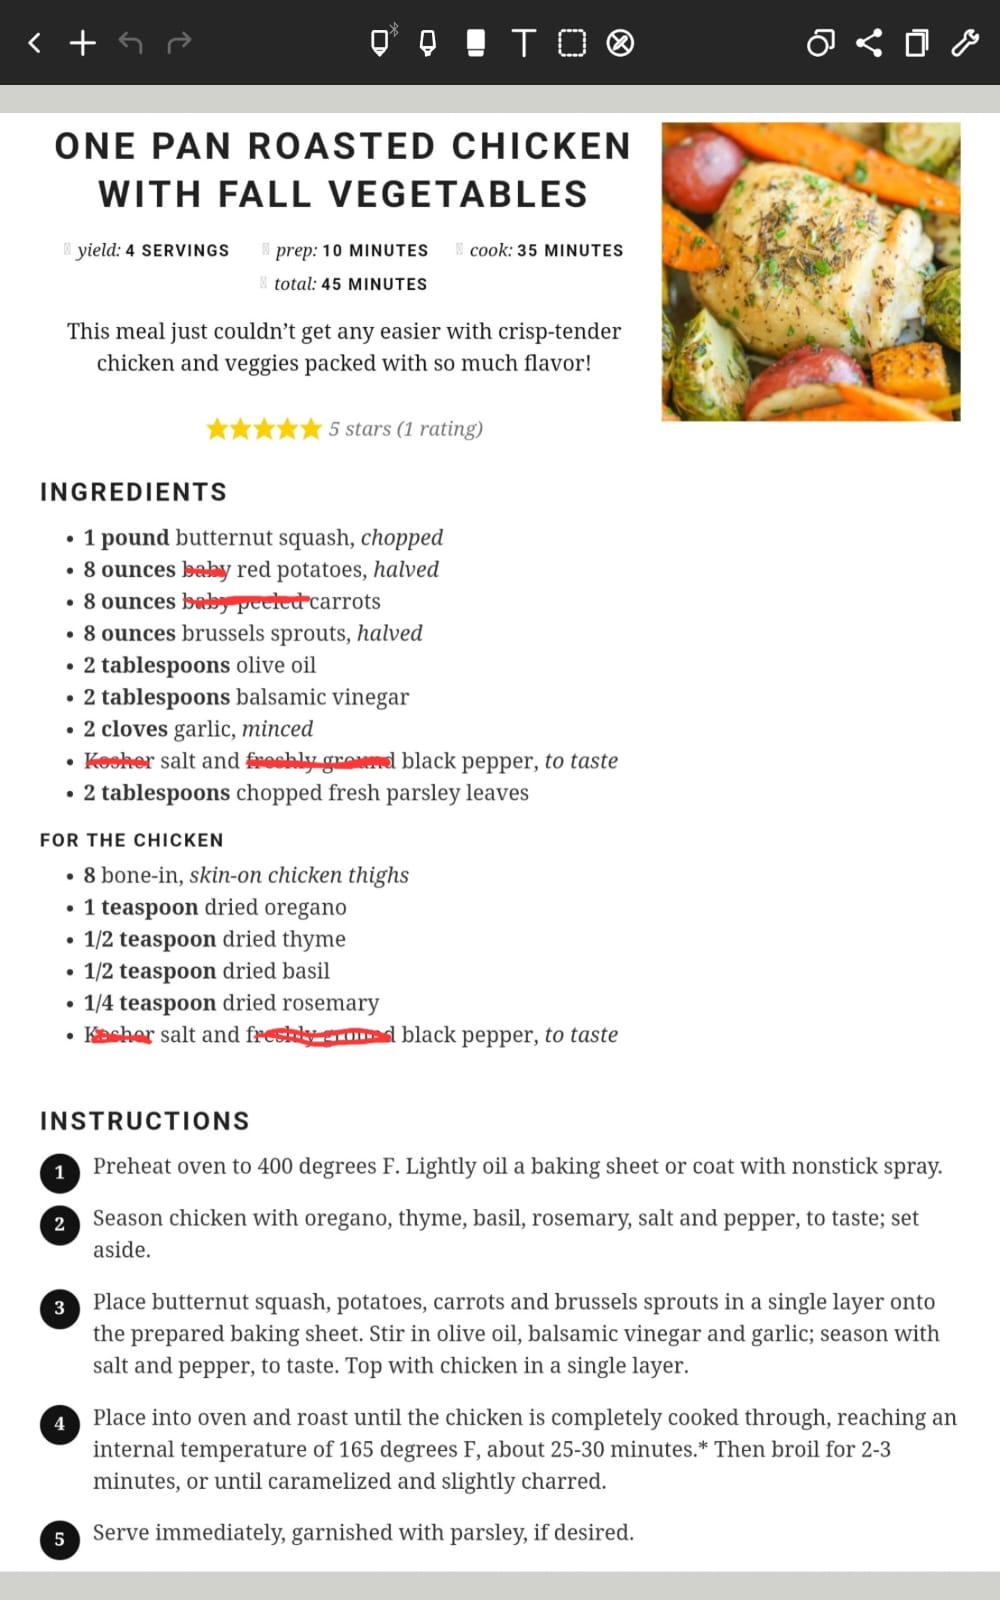 ONE PAN ROASTED CHICKEN
WITH FALL VEGETABLES
yield: 4 SERVINGS prep: 10 MINUTES cook: 35 MINUTES
total: 45 MINUTES
This meal just couldn’t get any easier with crisp-tender
chicken and veggies packed with so much flavor!
5 stars (1 rating)
INGREDIENTS
• 1 pound butternut squash, chopped
• 8 ounces baby red potatoes, halved
• 8 ounces baby peeled carrots
• 8 ounces brussels sprouts, halved
• 2 tablespoons olive oil
• 2 tablespoons balsamic vinegar
• 2 cloves garlic, minced
• Kosher salt and freshly ground black pepper, to taste
• 2 tablespoons chopped fresh parsley leaves
FOR THE CHICKEN
• 8 bone-in, skin-on chicken thighs
• 1 teaspoon dried oregano
• 1/2 teaspoon dried thyme
• 1/2 teaspoon dried basil
• 1/4 teaspoon dried rosemary
• Kosher salt and freshly ground black pepper, to taste
INSTRUCTIONS
1 Preheat oven to 400 degrees F. Lightly oil a baking sheet or coat with nonstick spray.
2 Season chicken with oregano, thyme, basil, rosemary, salt and pepper, to taste; set
aside.
3 Place butternut squash, potatoes, carrots and brussels sprouts in a single layer onto
the prepared baking sheet. Stir in olive oil, balsamic vinegar and garlic; season with
salt and pepper, to taste. Top with chicken in a single layer.
4 Place into oven and roast until the chicken is completely cooked through, reaching an
internal temperature of 165 degrees F, about 25-30 minutes.* Then broil for 2-3
minutes, or until caramelized and slightly charred.
5 Serve immediately, garnished with parsley, if desired.